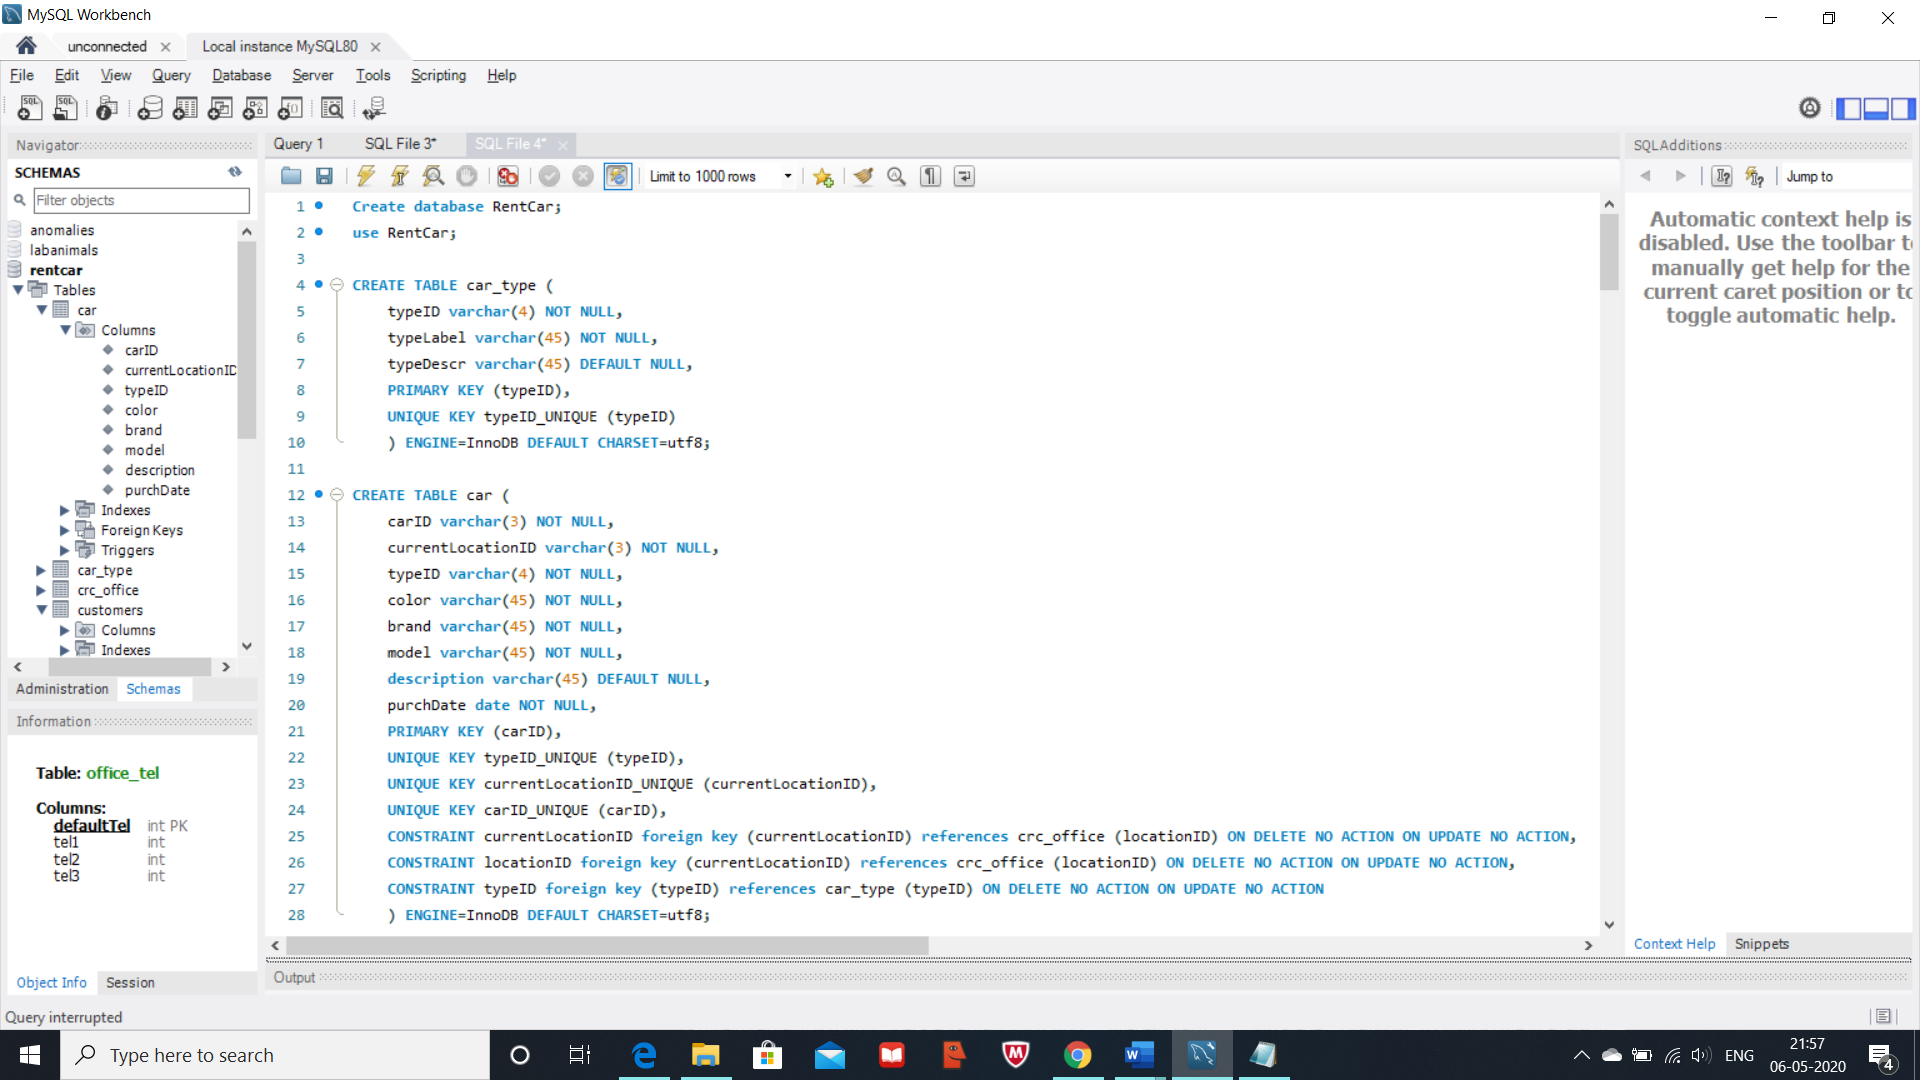 MySQL Workbench
unconnected
Local instance MySQL80
File Edit View Query Database Server Tools Scripting Help
Navigator
SCHEMAS
Filter objects
anomalies
labanimals
rentcar
Tables
car
Columns
carID
currentLocationID
typeID
color
brand
model
description
purchDate
Indexes
Foreign Keys
Triggers
car_type
crc_office
customers
Columns
Indexes
Administration Schemas
Information
Table: office_tel
Columns:
defaultTel int PK
tel1 int
tel2 int
tel3 int
Object Info Session
Query interrupted
Query 1 SQL File 3* SQL File 4*
Limit to 1000 rows
1 Create database RentCar;
2 use RentCar;
3
4 CREATE TABLE car_type (
5 typeID varchar(4) NOT NULL,
6 typeLabel varchar(45) NOT NULL,
7 typeDescr varchar(45) DEFAULT NULL,
8 PRIMARY KEY (typeID),
9 UNIQUE KEY typeID_UNIQUE (typeID)
10 ) ENGINE=InnoDB DEFAULT CHARSET=utf8;
11
12 CREATE TABLE car (
13 carID varchar(3) NOT NULL,
14 currentLocationID varchar(3) NOT NULL,
15 typeID varchar(4) NOT NULL,
16 color varchar(45) NOT NULL,
17 brand varchar(45) NOT NULL,
18 model varchar(45) NOT NULL,
19 description varchar(45) DEFAULT NULL,
20 purchDate date NOT NULL,
21 PRIMARY KEY (carID),
22 UNIQUE KEY typeID_UNIQUE (typeID),
23 UNIQUE KEY currentLocationID_UNIQUE (currentLocationID),
24 UNIQUE KEY carID_UNIQUE (carID),
25 CONSTRAINT currentLocationID foreign key (currentLocationID) references crc_office (locationID) ON DELETE NO ACTION ON UPDATE NO ACTION,
26 CONSTRAINT locationID foreign key (currentLocationID) references crc_office (locationID) ON DELETE NO ACTION ON UPDATE NO ACTION,
27 CONSTRAINT typeID foreign key (typeID) references car_type (typeID) ON DELETE NO ACTION ON UPDATE NO ACTION
28 ) ENGINE=InnoDB DEFAULT CHARSET=utf8;
Output
SQLAdditions
Jump to
Automatic context help is
disabled. Use the toolbar to
manually get help for the
current caret position or to
toggle automatic help.
Context Help Snippets
Type here to search
ENG
21:57
06-05-2020
4